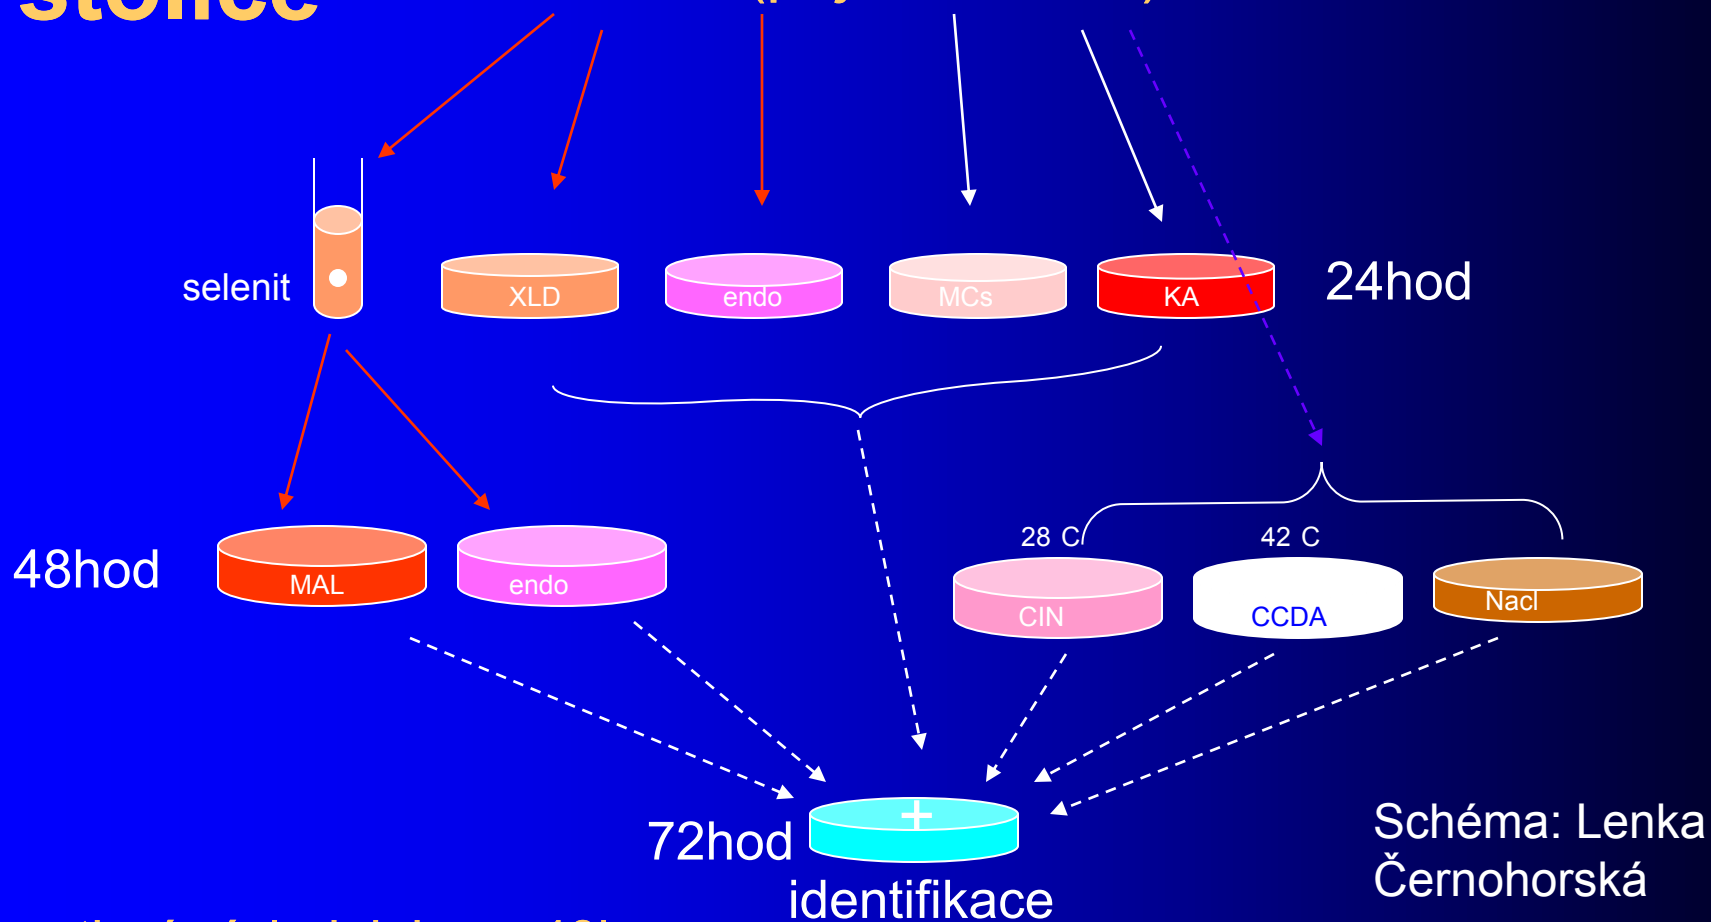 stolice
selenit
XLD
endo
MCs
KA
24hod
28 C
42 C
48hod
MAL
endo
CIN
CCDA
Nacl
+
72hod
identifikace
Schéma: Lenka
Černohorská